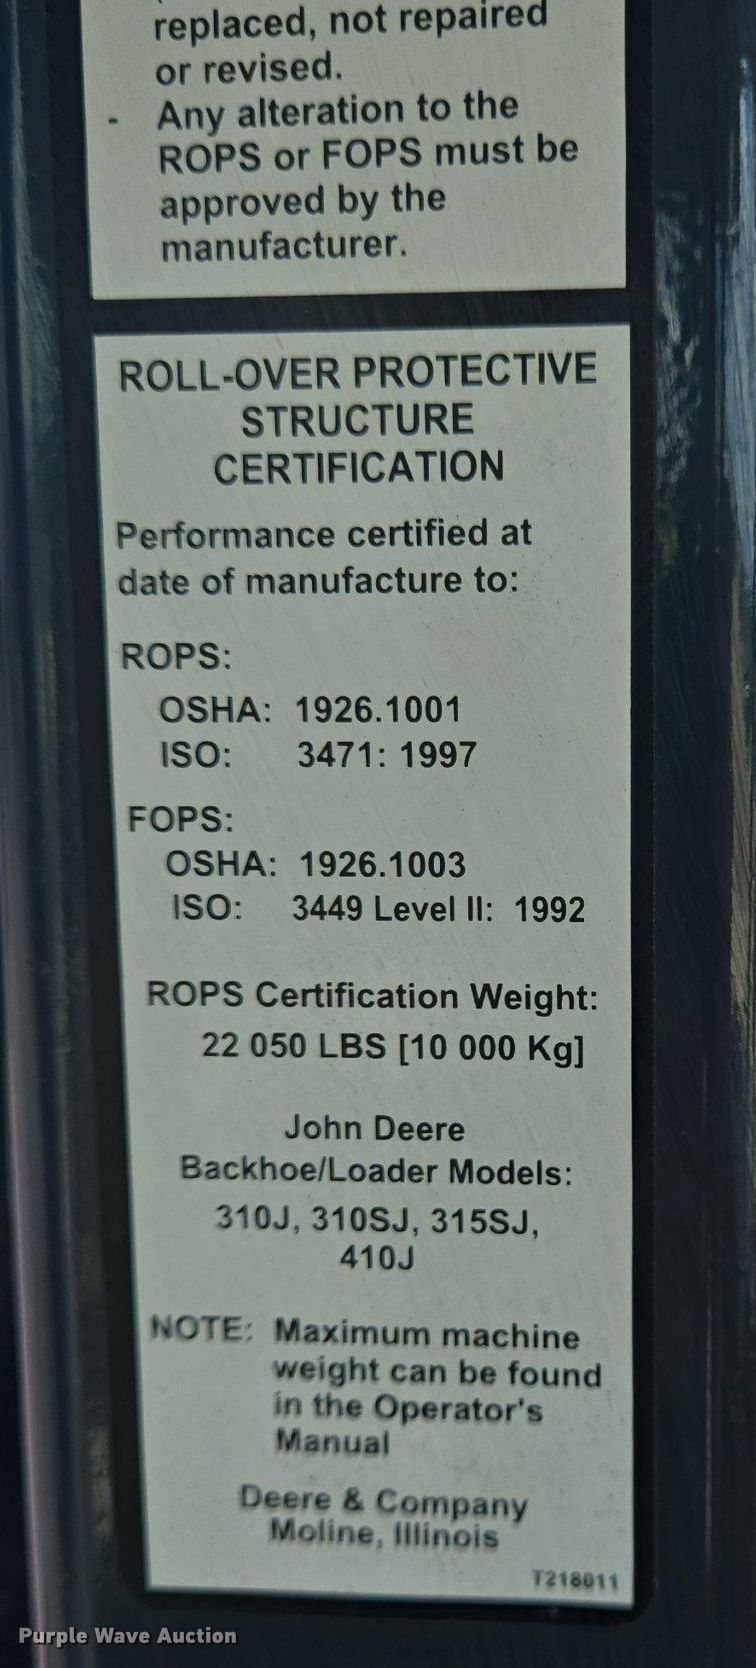 replaced, not repaired
or revised.
- Any alteration to the
ROPS or FOPS must be
approved by the
manufacturer.
ROLL-OVER PROTECTIVE
STRUCTURE
CERTIFICATION
Performance certified at
date of manufacture to:
ROPS:
OSHA: 1926.1001
ISO: 3471: 1997
FOPS:
OSHA: 1926.1003
ISO: 3449 Level II: 1992
ROPS Certification Weight:
22 050 LBS [10 000 Kg]
John Deere
Backhoe/Loader Models:
310J, 310SJ, 315SJ,
410J
NOTE: Maximum machine
weight can be found
in the Operator's
Manual
Deere & Company
Moline, Illinois
T218011
Purple Wave Auction